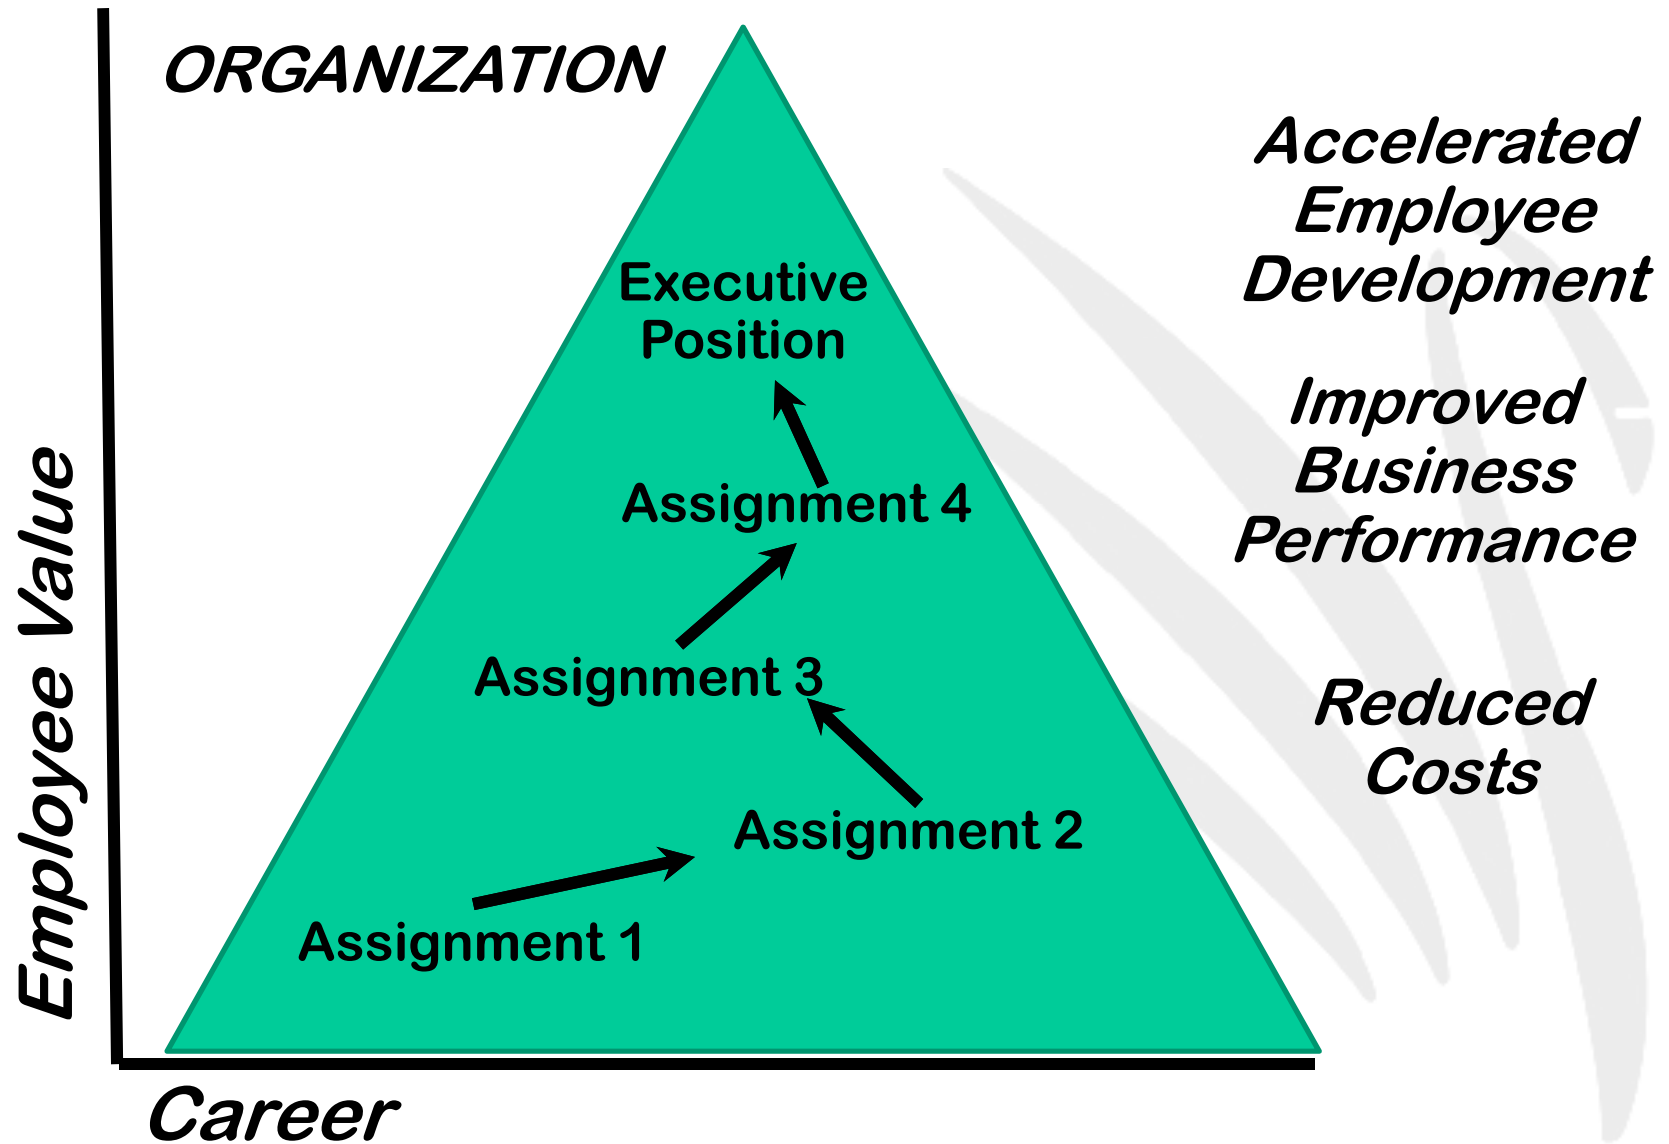 ORGANIZATION
Executive
Position
Assignment 4
Assignment 3
Assignment 2
Assignment 1
Employee Value
Career
Accelerated
Employee
Development
Improved
Business
Performance
Reduced
Costs